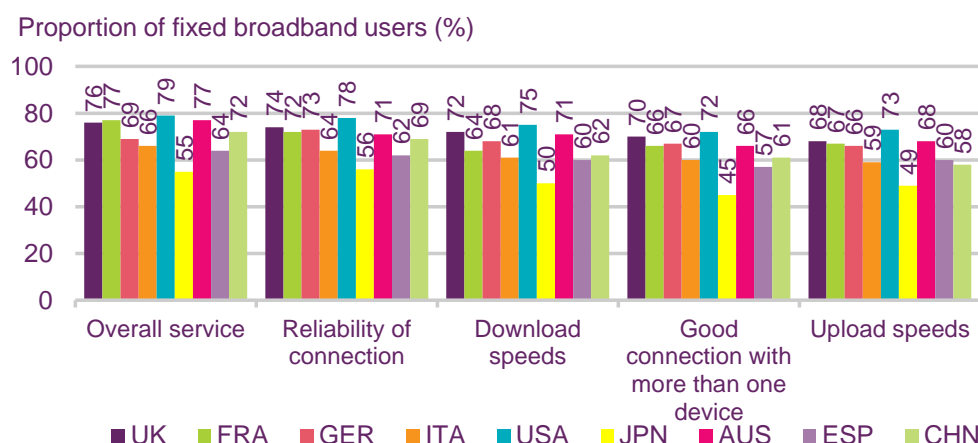 Proportion of fixed broadband users (%)
100
80
60
40
20
0
76 77 69 66 79 55 77 64 72
74 72 73 64 78 56 71 62 69
72 64 68 61 75 50 71 60 62
70 66 67 60 72 45 66 57 61
68 67 66 59 73 49 68 60 58
Overall service
Reliability of
connection
Download
speeds
Good
connection with
more than one
device
Upload speeds
UK FRA GER ITA USA JPN AUS ESP CHN